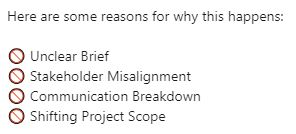 Here are some reasons for why this happens:
🚫 Unclear Brief
🚫 Stakeholder Misalignment
🚫 Communication Breakdown
🚫 Shifting Project Scope